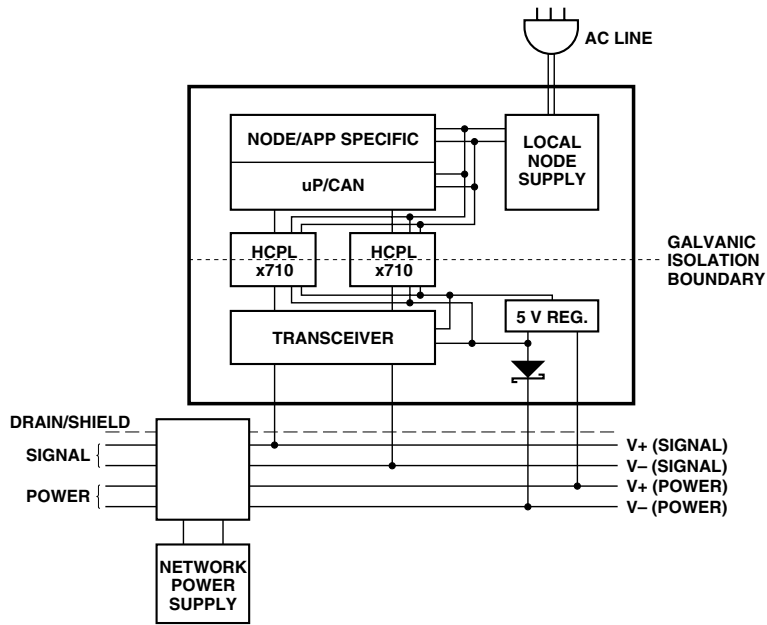 AC LINE
NODE/APP SPECIFIC
uP/CAN
LOCAL
NODE
SUPPLY
HCPL
x710
HCPL
x710
GALVANIC
ISOLATION
BOUNDARY
5 V REG.
TRANSCEIVER
DRAIN/SHIELD
SIGNAL
POWER
V+ (SIGNAL)
V– (SIGNAL)
V+ (POWER)
V– (POWER)
NETWORK
POWER
SUPPLY